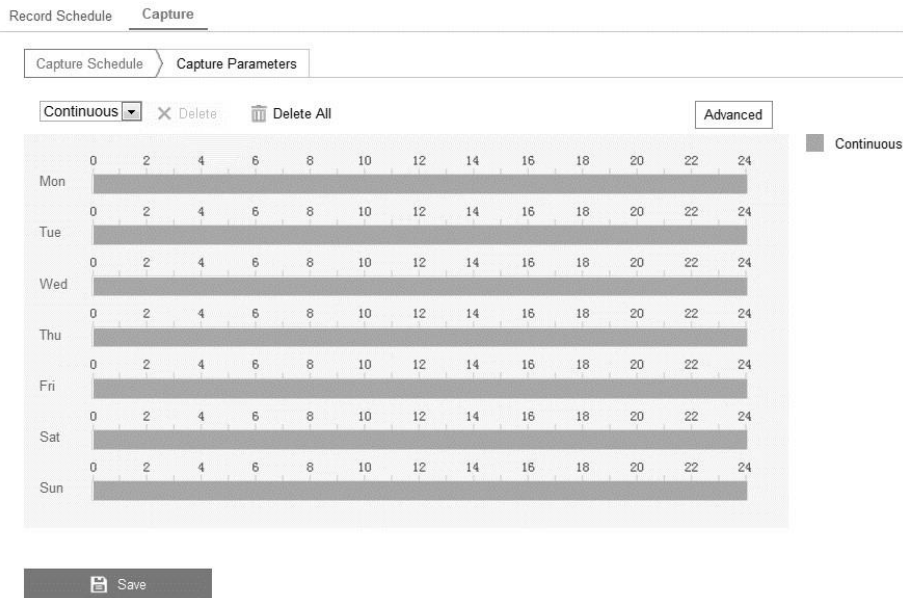 Record Schedule Capture
Capture Schedule Capture Parameters
Continuous Delete Delete All Advanced
Continuous
0 2 4 6 8 10 12 14 16 18 20 22 24
Mon
0 2 4 6 8 10 12 14 16 18 20 22 24
Tue
0 2 4 6 8 10 12 14 16 18 20 22 24
Wed
0 2 4 6 8 10 12 14 16 18 20 22 24
Thu
0 2 4 6 8 10 12 14 16 18 20 22 24
Fri
0 2 4 6 8 10 12 14 16 18 20 22 24
Sat
0 2 4 6 8 10 12 14 16 18 20 22 24
Sun
Save